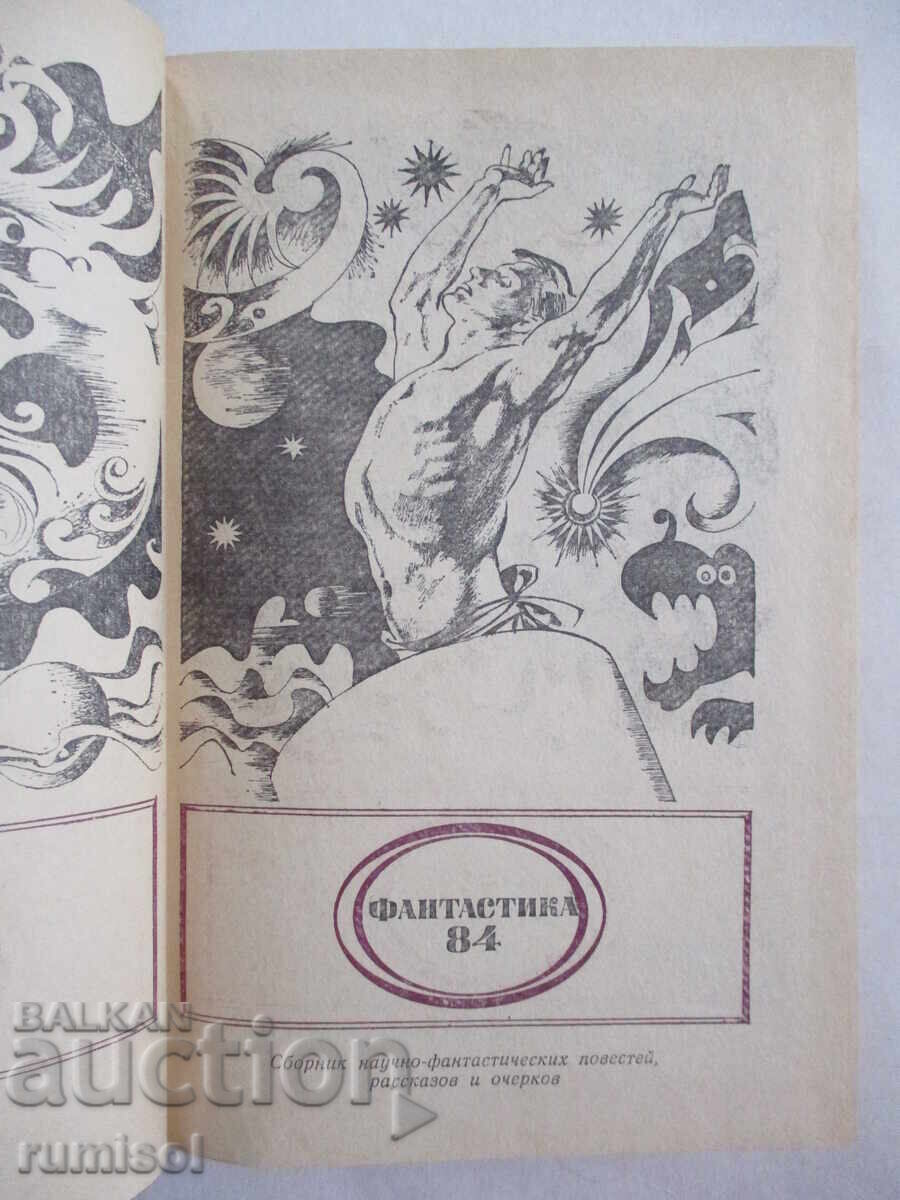 ФАНТАСТИКА
84
Сборник научно-фантастических повестей,
рассказов и очерков
BALKAN
auction
rumisol